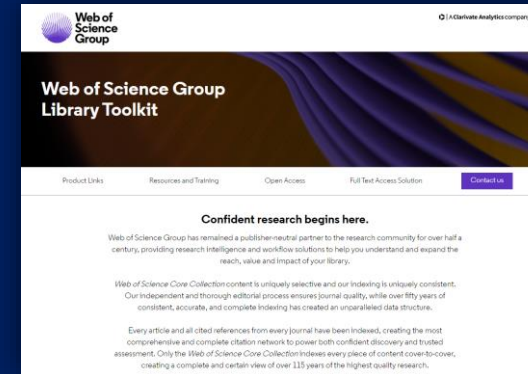 Web of
Science
Group
A Clarivate Analytics company
Web of Science Group
Library Toolkit
Product Links
Resources and Training
Open Access
Full Text Access Solution
Contact us
Confident research begins here.
Web of Science Group has remained a publisher-neutral partner to the research community for over half a
century, providing research intelligence and workflow solutions to help you understand and expand the
reach, value and impact of your library.
Web of Science Core Collection content is uniquely selective and our indexing is uniquely consistent.
Our independent and thorough editorial process ensures journal quality, while over fifty years of
consistent, accurate, and complete indexing has created an unparalleled data structure.
Every article and all cited references from every journal have been indexed, creating the most
comprehensive and complete citation network to power both confident discovery and trusted
assessment. Only the Web of Science Core Collection indexes every piece of content cover-to-cover,
creating a complete and certain view of over 115 years of the highest quality research.